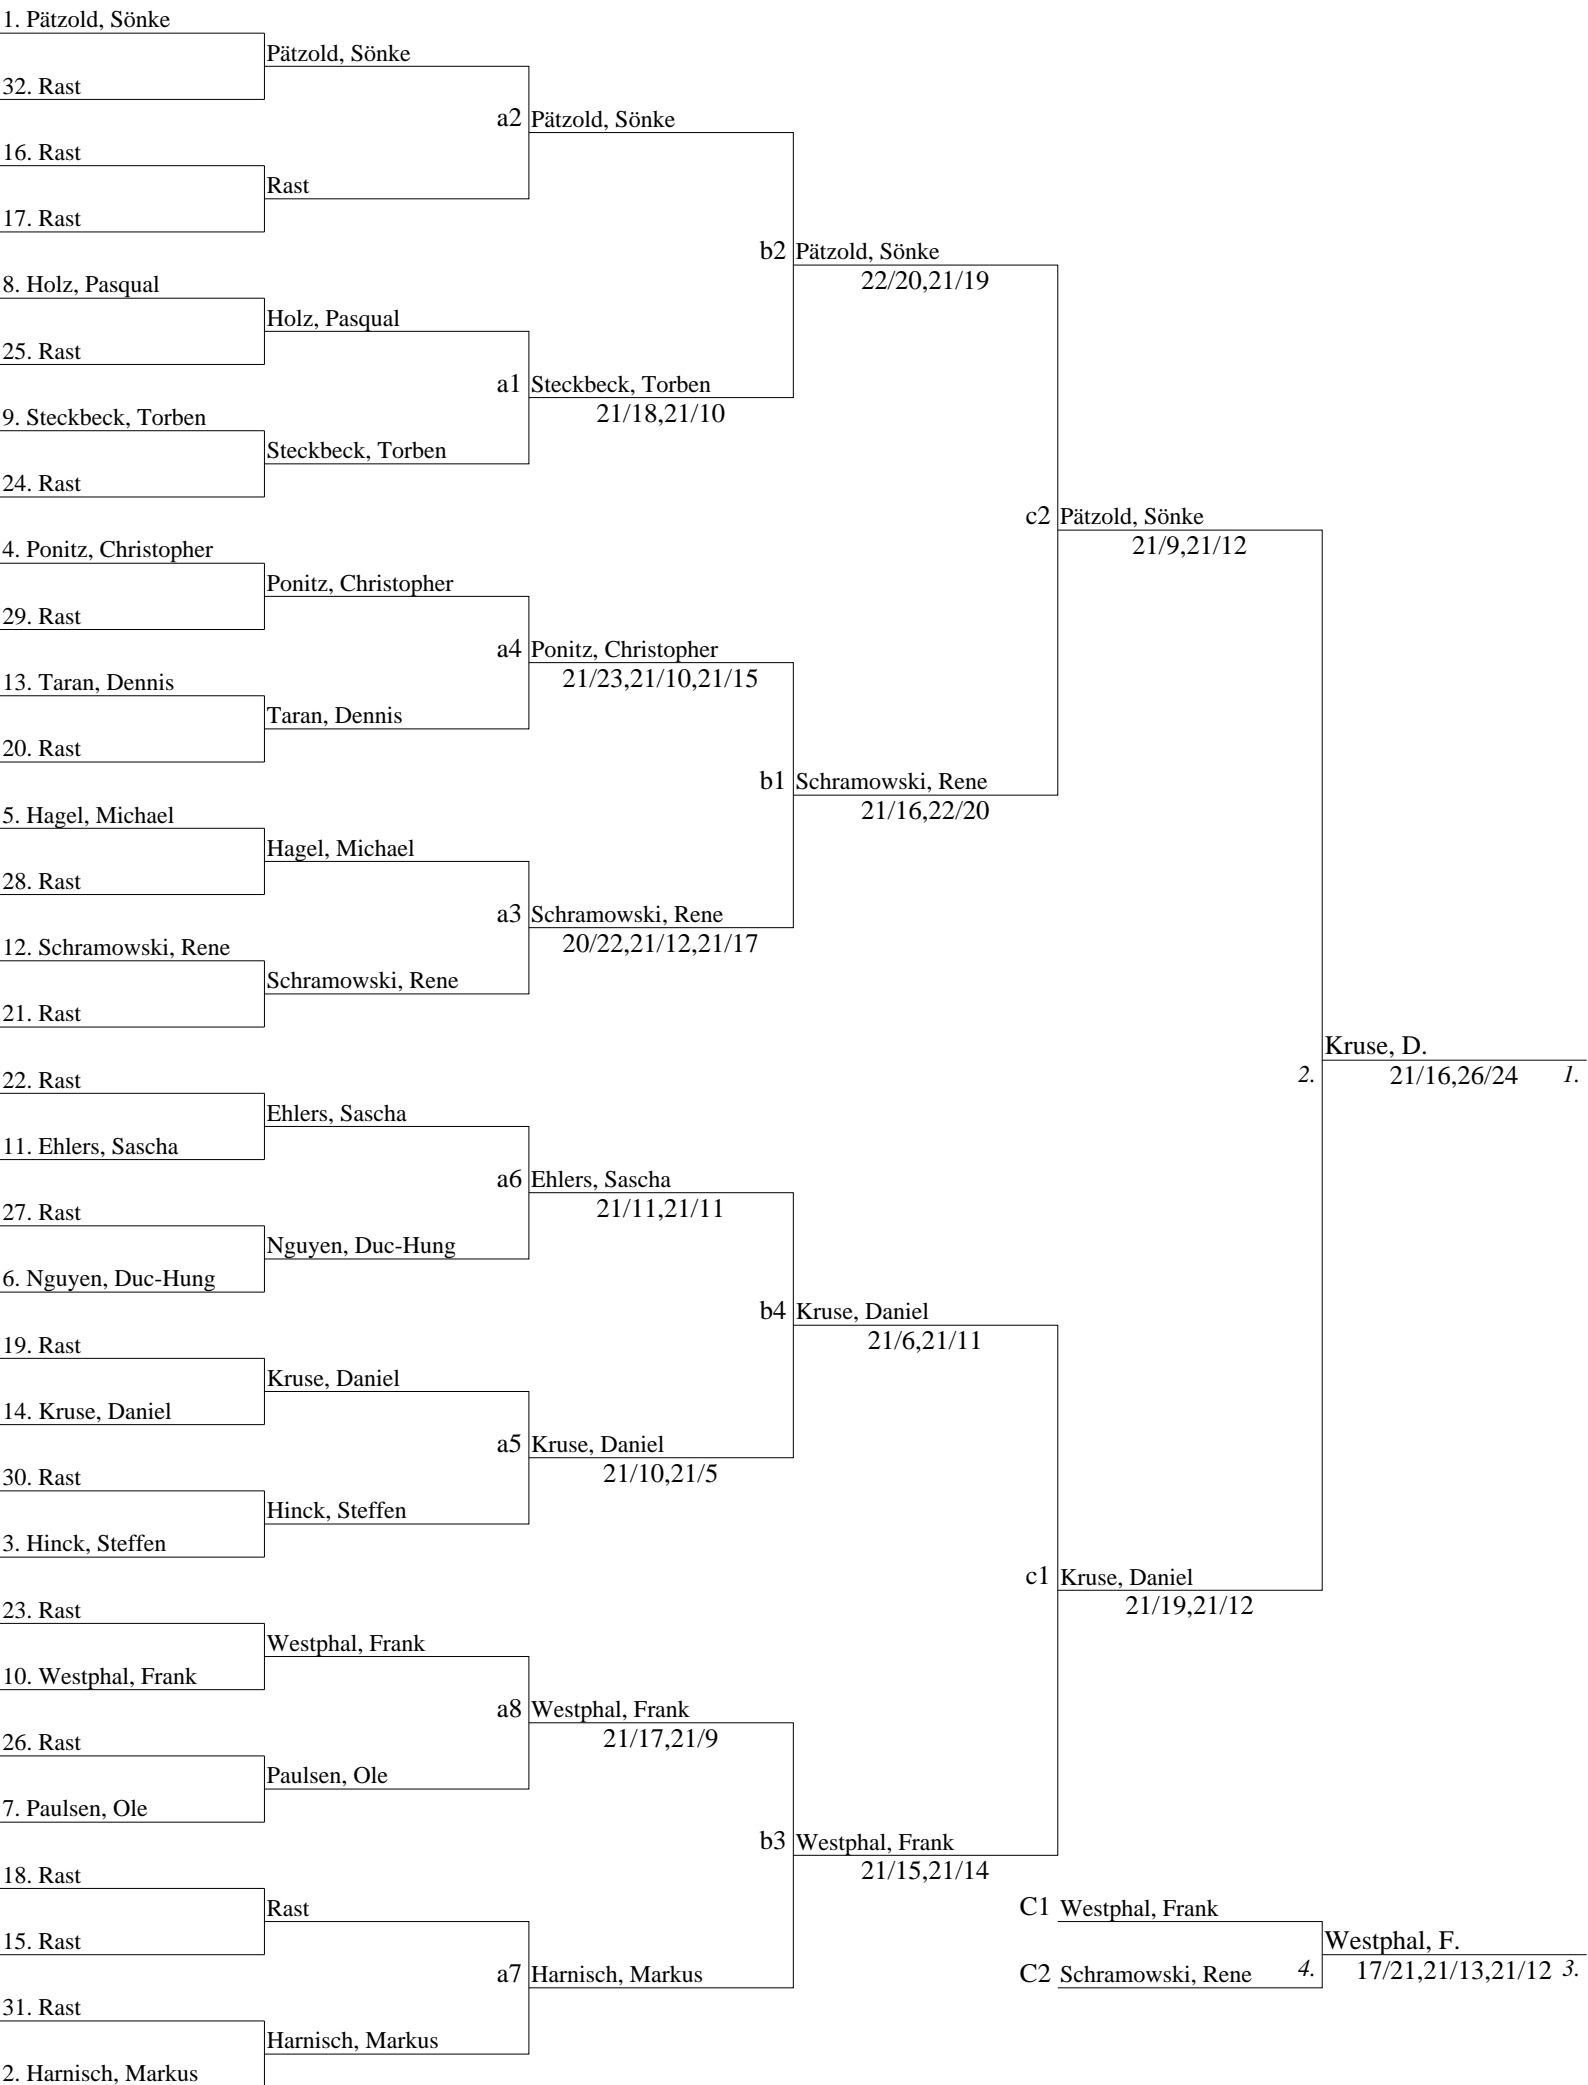 1. Pätzold, Sönke
Pätzold, Sönke
32. Rast
a2 Pätzold, Sönke
16. Rast
Rast
17. Rast
b2 Pätzold, Sönke
22/20,21/19
8. Holz, Pasqual
Holz, Pasqual
25. Rast
a1 Steckbeck, Torben
21/18,21/10
9. Steckbeck, Torben
Steckbeck, Torben
24. Rast
c2 Pätzold, Sönke
21/9,21/12
4. Ponitz, Christopher
Ponitz, Christopher
29. Rast
a4 Ponitz, Christopher
21/23,21/10,21/15
13. Taran, Dennis
Taran, Dennis
20. Rast
b1 Schramowski, Rene
21/16,22/20
5. Hagel, Michael
Hagel, Michael
28. Rast
a3 Schramowski, Rene
20/22,21/12,21/17
12. Schramowski, Rene
Schramowski, Rene
21. Rast
Kruse, D.
2. 21/16,26/24 1.
22. Rast
Ehlers, Sascha
11. Ehlers, Sascha
a6 Ehlers, Sascha
21/11,21/11
27. Rast
Nguyen, Duc-Hung
6. Nguyen, Duc-Hung
b4 Kruse, Daniel
21/6,21/11
19. Rast
Kruse, Daniel
14. Kruse, Daniel
a5 Kruse, Daniel
21/10,21/5
30. Rast
Hinck, Steffen
3. Hinck, Steffen
c1 Kruse, Daniel
21/19,21/12
23. Rast
Westphal, Frank
10. Westphal, Frank
a8 Westphal, Frank
21/17,21/9
26. Rast
Paulsen, Ole
7. Paulsen, Ole
b3 Westphal, Frank
21/15,21/14
18. Rast
Rast
C1 Westphal, Frank
15. Rast
Westphal, F.
a7 Harnisch, Markus
C2 Schramowski, Rene 4. 17/21,21/13,21/12 3.
31. Rast
Harnisch, Markus
2. Harnisch, Markus